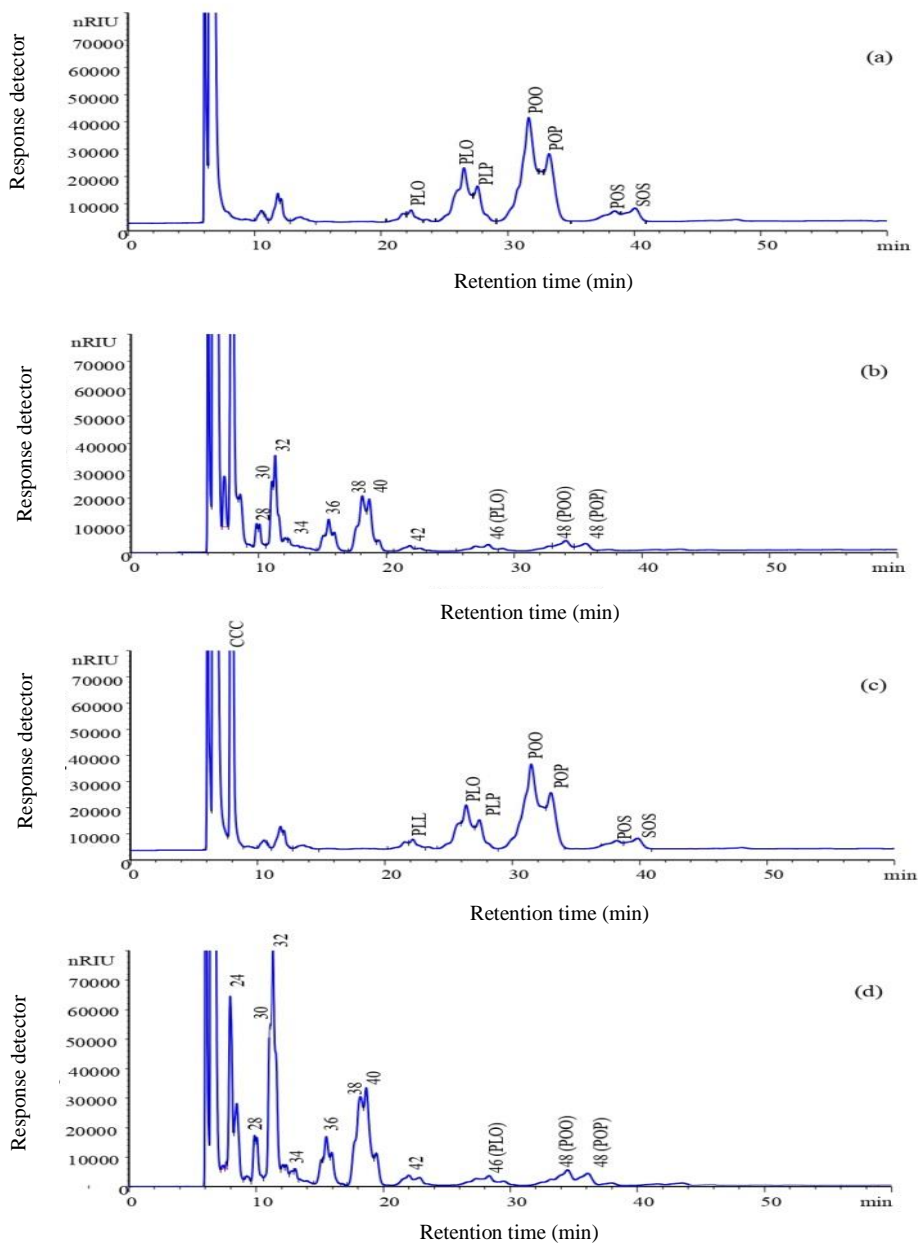 nRIU
70000
60000
50000
40000
30000
20000
10000
0
Response detector
(a)
PLO
PLO
PLP
POO
POP
POS
SOS
0 10 20 30 40 50 min
Retention time (min)
nRIU
70000
60000
50000
40000
30000
20000
10000
0
Response detector
(b)
28
30
32
34
36
38
40
42
46 (PLO)
48 (POO)
48 (POP)
0 10 20 30 40 50 min
Retention time (min)
nRIU
70000
60000
50000
40000
30000
20000
10000
0
Response detector
(c)
CCC
PLL
PLO
PLP
POO
POP
POS
SOS
0 10 20 30 40 50 min
Retention time (min)
nRIU
70000
60000
50000
40000
30000
20000
10000
0
Response detector
(d)
24
28
30
32
34
36
38
40
42
46 (PLO)
48 (POO)
48 (POP)
0 10 20 30 40 50 min
Retention time (min)